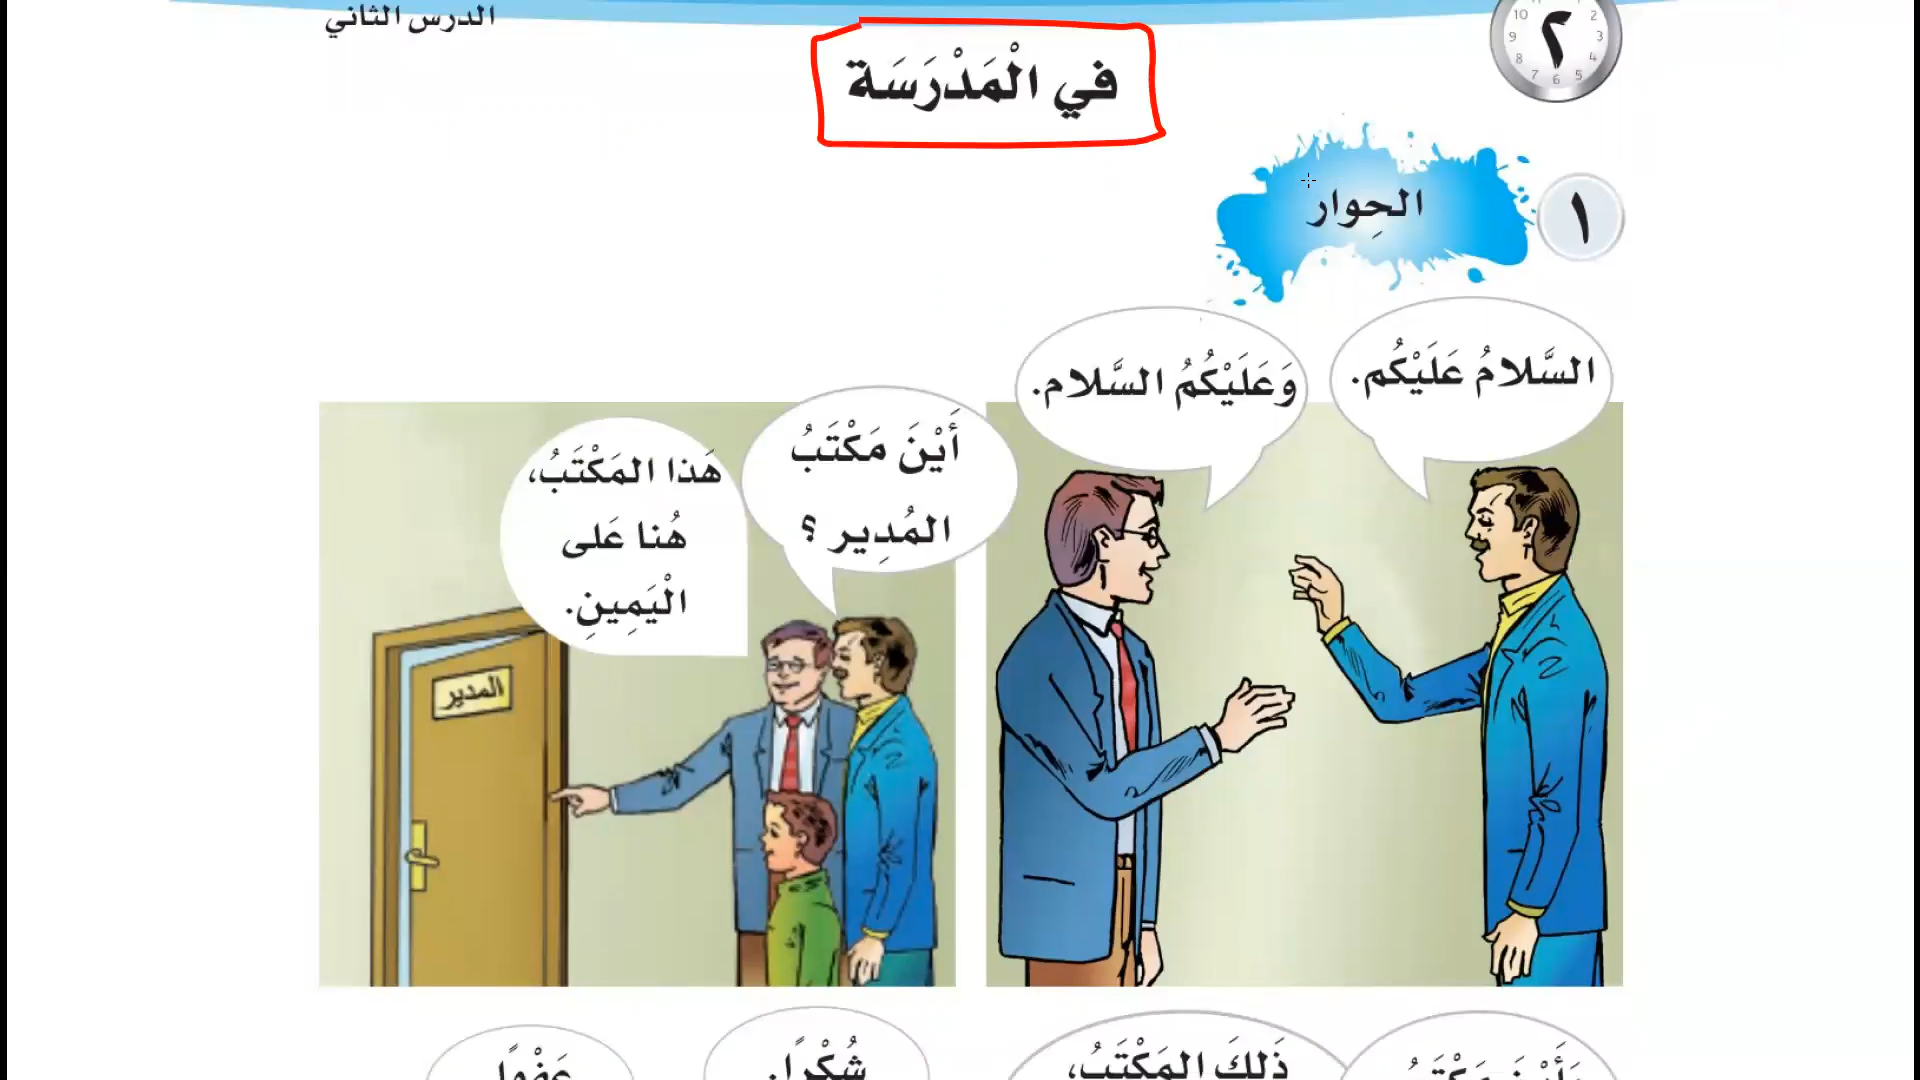 الدرس الثاني
٢
فِي الْمَدْرَسَة
١
الحِوار
السَّلامُ عَلَيْكُم.
وَعَلَيْكُمُ السَّلام.
أَيْنَ مَكْتَبُ
المُدِير ؟
هَذا المَكْتَبُ،
هُنا عَلى
الْيَمِينِ.
المدير
وَأَيْنَ مَكْتَبُ
ذَلِكَ المَكْتَبُ،
شُكْرًا.
عَفْوًا